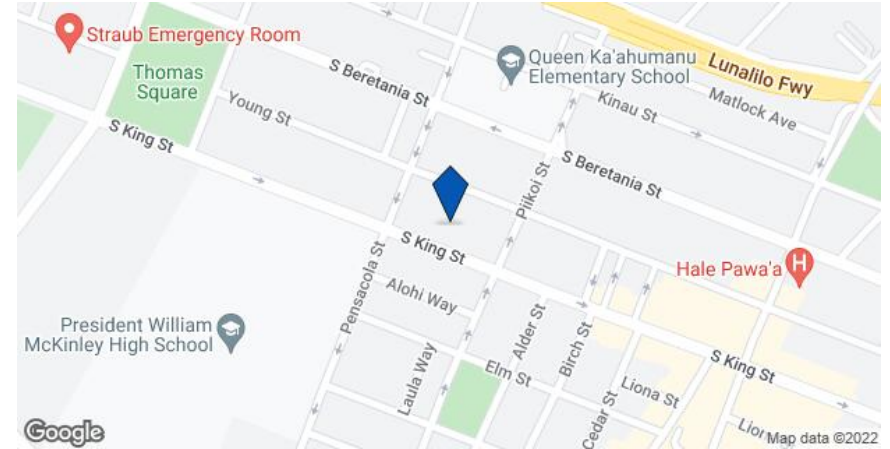 Straub Emergency Room
Thomas
Square
S Beretania St
Queen Ka'ahumanu
Elementary School
Lunalilo Fwy
Young St
Kinau St
Matlock Ave
S King St
S Beretania St
Piikoi St
S King St
Hale Pawa'a
H
Pensacola St
Alohi Way
President William
McKinley High School
Alder St
Birch St
S King St
Laula Way
Elm St
Liona St
Cedar St
Google
Map data ©2022